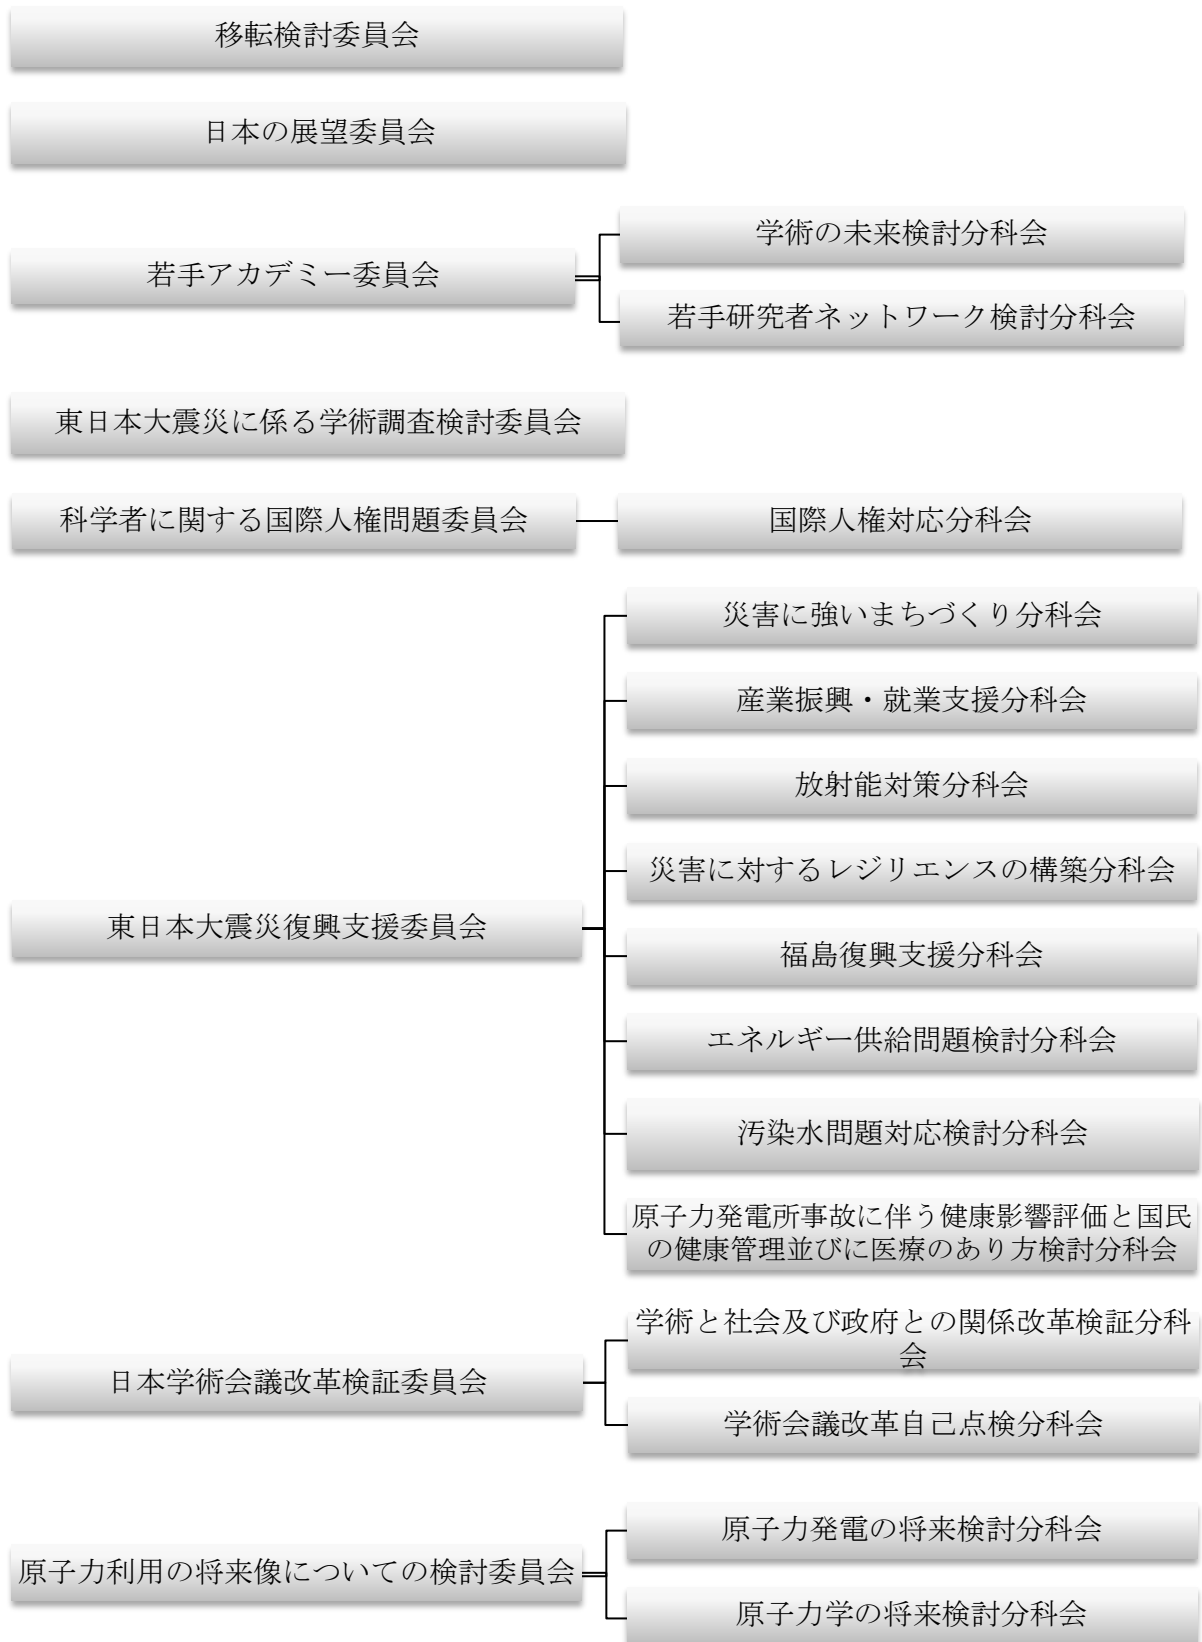 移転検討委員会
日本の展望委員会
若手アカデミー委員会
学術の未来検討分科会
若手研究者ネットワーク検討分科会
東日本大震災に係る学術調査検討委員会
科学者に関する国際人権問題委員会
国際人権対応分科会
東日本大震災復興支援委員会
災害に強いまちづくり分科会
産業振興・就業支援分科会
放射能対策分科会
災害に対するレジリエンスの構築分科会
福島復興支援分科会
エネルギー供給問題検討分科会
汚染水問題対応検討分科会
原子力発電所事故に伴う健康影響評価と国民
の健康管理並びに医療のあり方検討分科会
日本学術会議改革検証委員会
学術と社会及び政府との関係改革検証分科
会
学術会議改革自己点検分科会
原子力利用の将来像についての検討委員会
原子力発電の将来検討分科会
原子力学の将来検討分科会